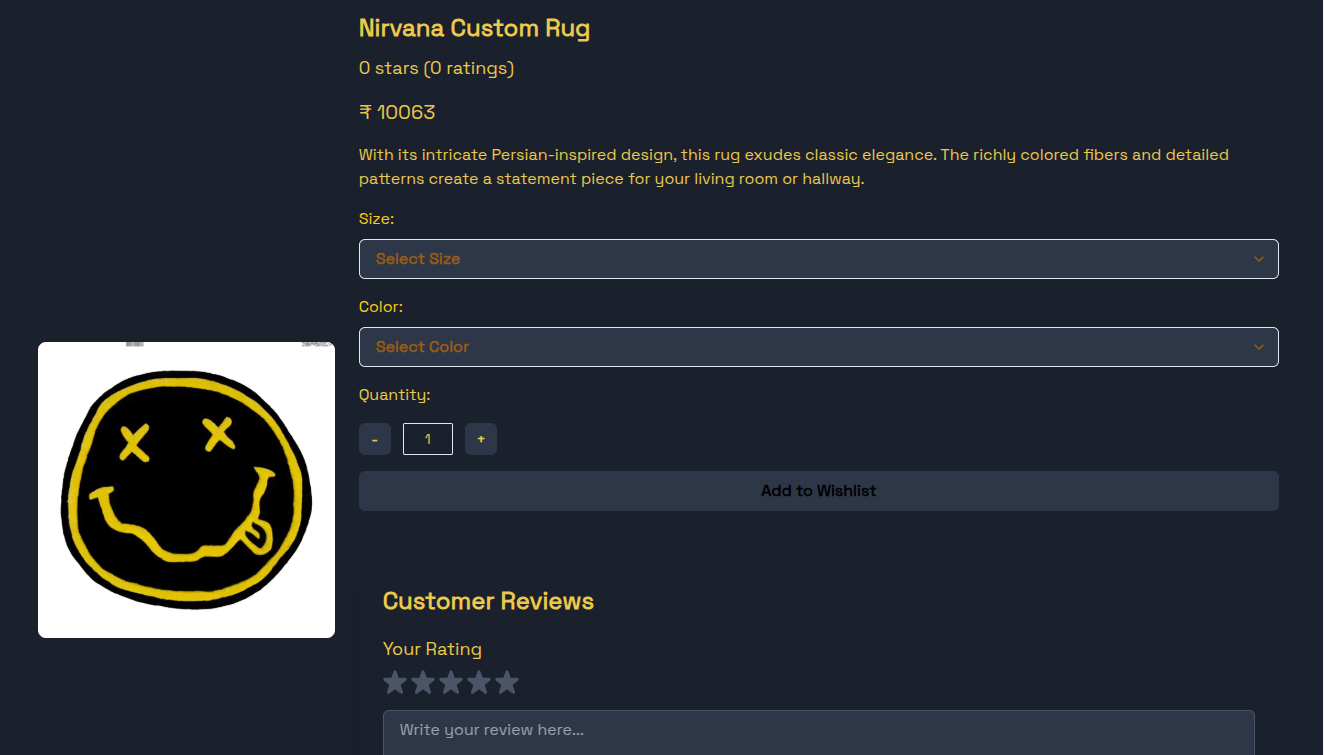 Nirvana Custom Rug
0 stars (0 ratings)
₹ 10063
With its intricate Persian-inspired design, this rug exudes classic elegance. The richly colored fibers and detailed
patterns create a statement piece for your living room or hallway.
Size:
Select Size
Color:
Select Color
Quantity:
- 1 +
Add to Wishlist
Customer Reviews
Your Rating
Write your review here...